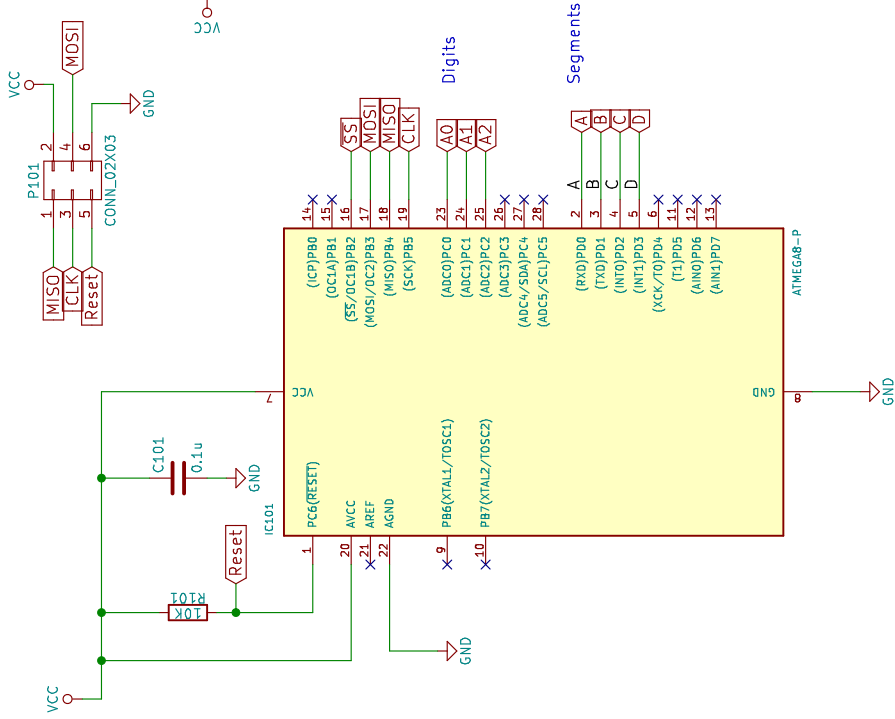 VCC
MOSI
VCC
GND
2
4
6
P101
CONN_02X03
1
3
5
MISO
CLK
Reset
Digits
Segments
SS
MOSI
MISO
CLK
A0
A1
A2
A
B
C
D
A
B
C
D
14
15
16
17
18
19
23
24
25
26
27
28
2
3
4
5
6
11
12
13
(ICP)PB0
(OC1A)PB1
(SS/OC1B)PB2
(MOSI/OC2)PB3
(MISO)PB4
(SCK)PB5
(ADC0)PC0
(ADC1)PC1
(ADC2)PC2
(ADC3)PC3
(ADC4/SDA)PC4
(ADC5/SCL)PC5
(RXD)PD0
(TXD)PD1
(INT0)PD2
(INT1)PD3
(XCK/T0)PD4
(T1)PD5
(AIN0)PD6
(AIN1)PD7
ATMEGA8-P
7
VCC
GND
8
GND
C101
0.1u
GND
IC101
PC6(RESET)
AVCC
AREF
AGND
PB6(XTAL1/TOSC1)
PB7(XTAL2/TOSC2)
1
20
21
22
9
10
Reset
R101
10K
GND
VCC